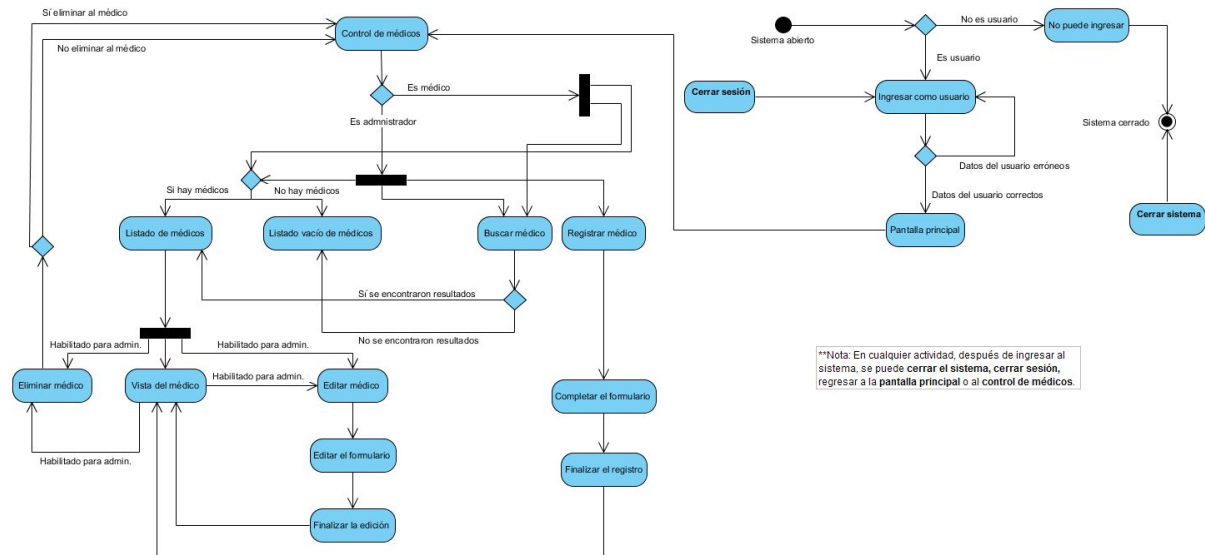 Sí eliminar al médico
No eliminar al médico
Control de médicos
Es médico
Es admnistrador
Sí hay médicos
No hay médicos
Listado de médicos
Listado vacío de médicos
Buscar médico
Registrar médico
Sí se encontraron resultados
No se encontraron resultados
Habilitado para admin.
Habilitado para admin.
Eliminar médico
Vista del médico
Habilitado para admin.
Editar médico
Habilitado para admin.
Editar el formulario
Finalizar la edición
Completar el formulario
Finalizar el registro
Sistema abierto
No es usuario
No puede ingresar
Es usuario
Cerrar sesión
Ingresar como usuario
Sistema cerrado
Datos del usuario erróneos
Datos del usuario correctos
Pantalla principal
Cerrar sistema
**Nota: En cualquier actividad, después de ingresar al
sistema, se puede cerrar el sistema, cerrar sesión,
regresar a la pantalla principal o al control de médicos.